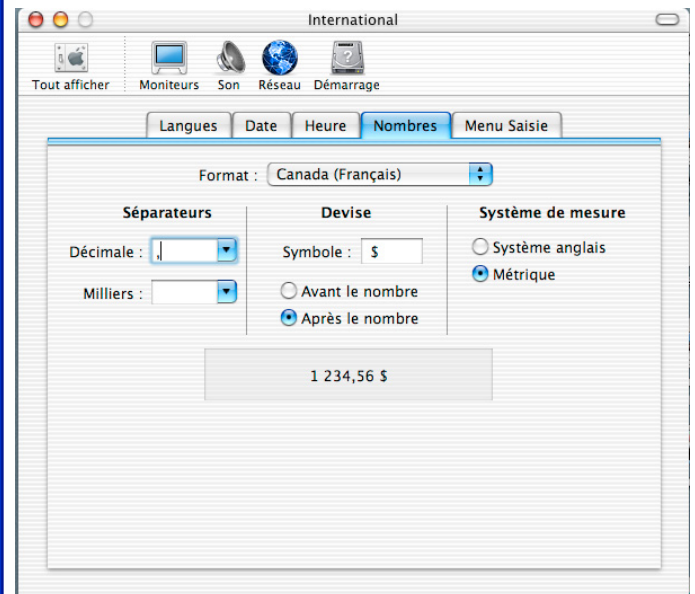 International
Tout afficher Moniteurs Son Réseau Démarrage
Langues Date Heure Nombres Menu Saisie
Format : Canada (Français)
Séparateurs Devise Système de mesure
Décimale : , Symbole : $ Système anglais
Métrique
Milliers : Avant le nombre
Après le nombre
1 234,56 $